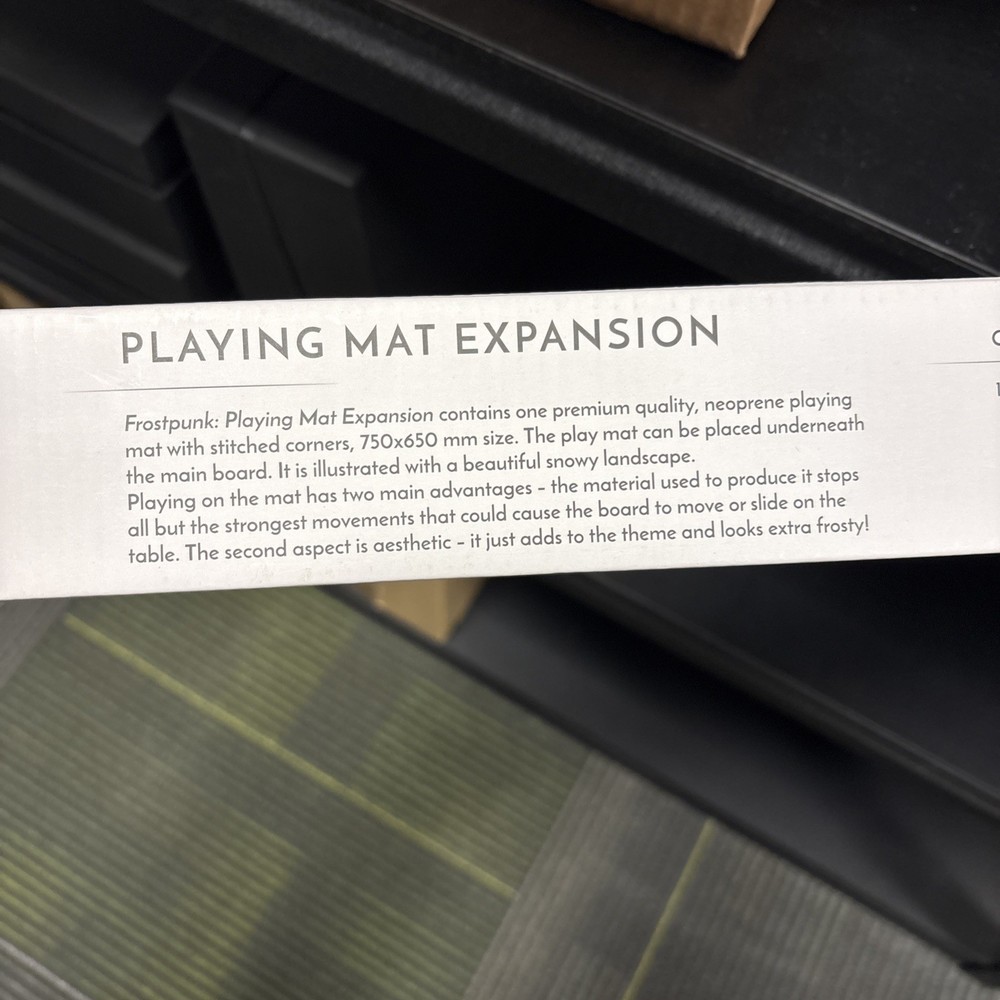 PLAYING MAT EXPANSION
Frostpunk: Playing Mat Expansion contains one premium quality, neoprene playing
mat with stitched corners, 750x650 mm size. The play mat can be placed underneath
the main board. It is illustrated with a beautiful snowy landscape.
Playing on the mat has two main advantages – the material used to produce it stops
all but the strongest movements that could cause the board to move or slide on the
table. The second aspect is aesthetic – it just adds to the theme and looks extra frosty!